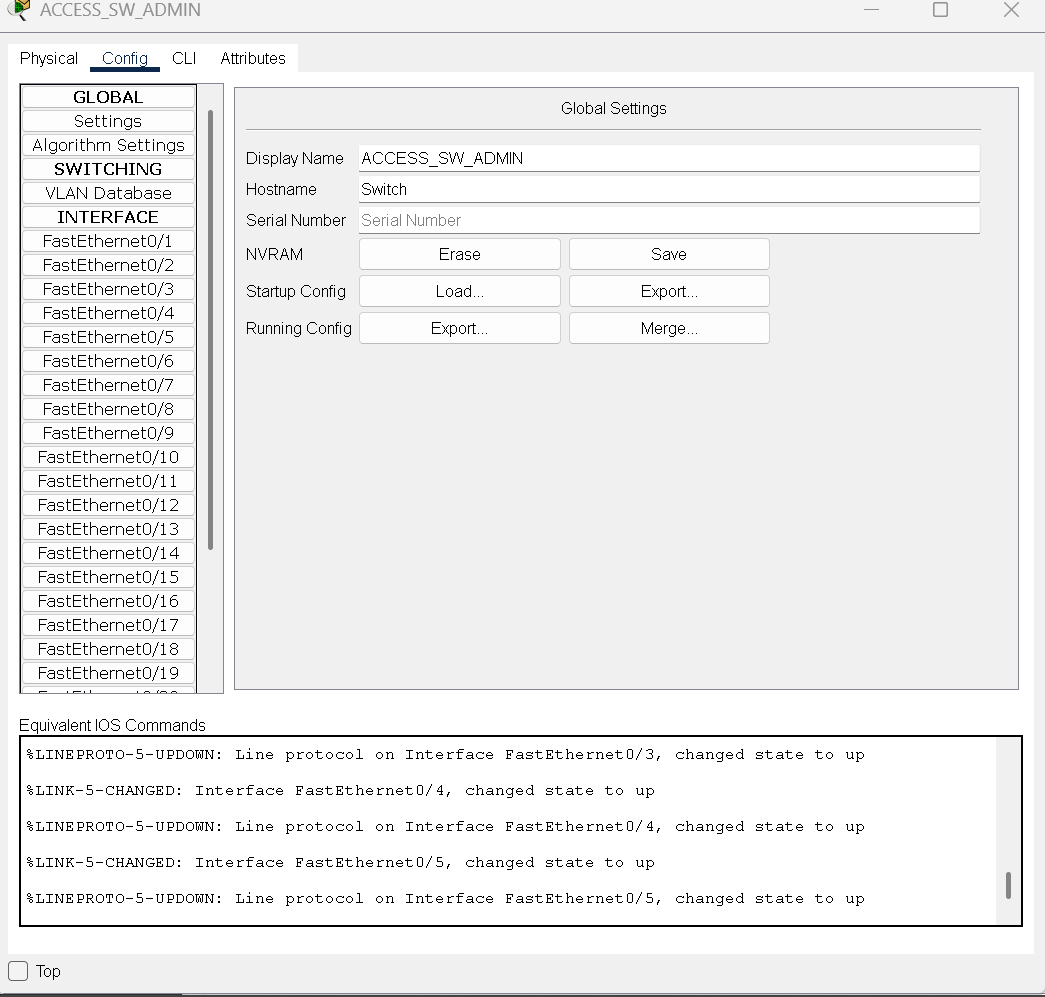 ACCESS_SW_ADMIN
Physical Config CLI Attributes
GLOBAL
Settings
Algorithm Settings
SWITCHING
VLAN Database
INTERFACE
FastEthernet0/1
FastEthernet0/2
FastEthernet0/3
FastEthernet0/4
FastEthernet0/5
FastEthernet0/6
FastEthernet0/7
FastEthernet0/8
FastEthernet0/9
FastEthernet0/10
FastEthernet0/11
FastEthernet0/12
FastEthernet0/13
FastEthernet0/14
FastEthernet0/15
FastEthernet0/16
FastEthernet0/17
FastEthernet0/18
FastEthernet0/19
Global Settings
Display Name ACCESS_SW_ADMIN
Hostname Switch
Serial Number Serial Number
NVRAM Erase Save
Startup Config Load... Export...
Running Config Export... Merge...
Equivalent IOS Commands
%LINEPROTO-5-UPDOWN: Line protocol on Interface FastEthernet0/3, changed state to up
%LINK-5-CHANGED: Interface FastEthernet0/4, changed state to up
%LINEPROTO-5-UPDOWN: Line protocol on Interface FastEthernet0/4, changed state to up
%LINK-5-CHANGED: Interface FastEthernet0/5, changed state to up
%LINEPROTO-5-UPDOWN: Line protocol on Interface FastEthernet0/5, changed state to up
Top